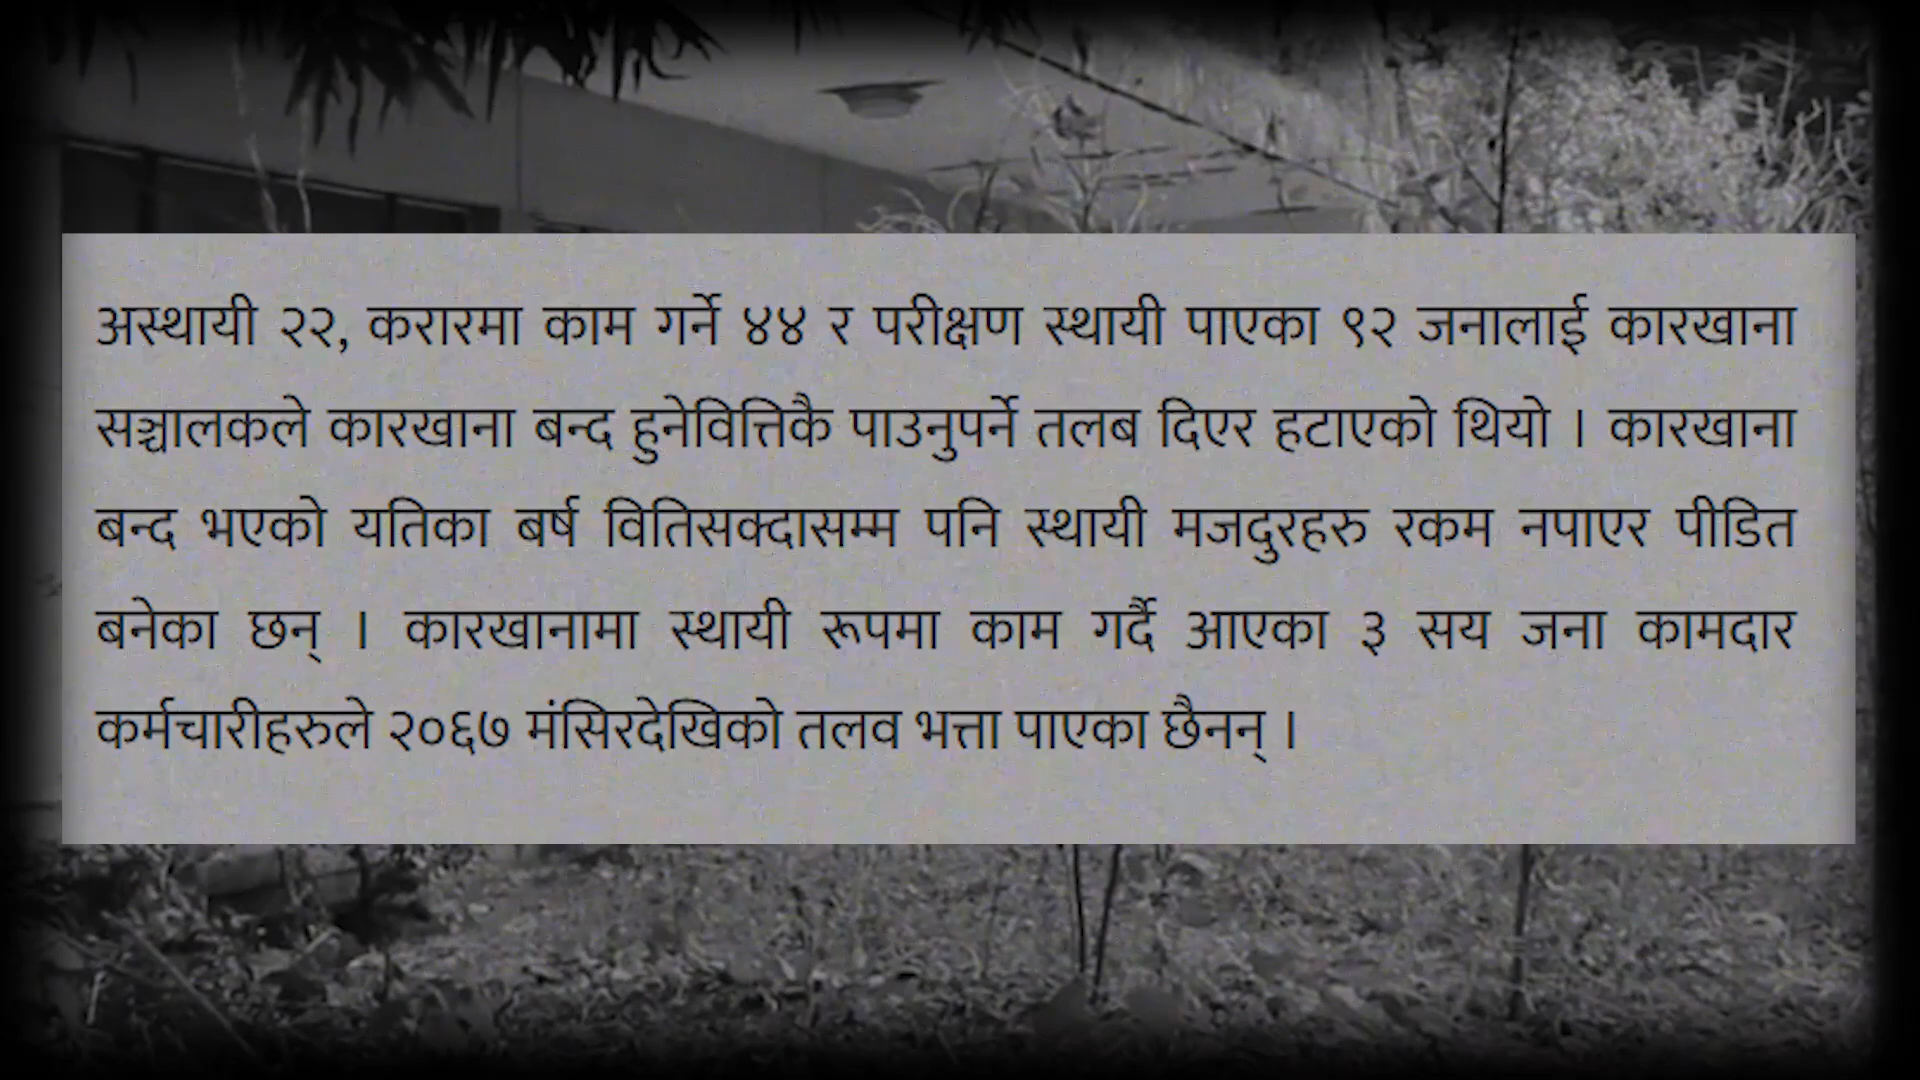 अस्थायी २२, करारमा काम गर्ने ४४ र परीक्षण स्थायी पाएका ९२ जनालाई कारखाना
सञ्चालकले कारखाना बन्द हुनेवित्तिकै पाउनुपर्ने तलब दिएर हटाएको थियो । कारखाना
बन्द भएको यतिका बर्ष वितिसक्दासम्म पनि स्थायी मजदुरहरु रकम नपाएर पीडित
बनेका छन् । कारखानामा स्थायी रूपमा काम गर्दै आएका ३ सय जना कामदार
कर्मचारीहरुले २०६७ मंसिरदेखिको तलव भत्ता पाएका छैनन् ।